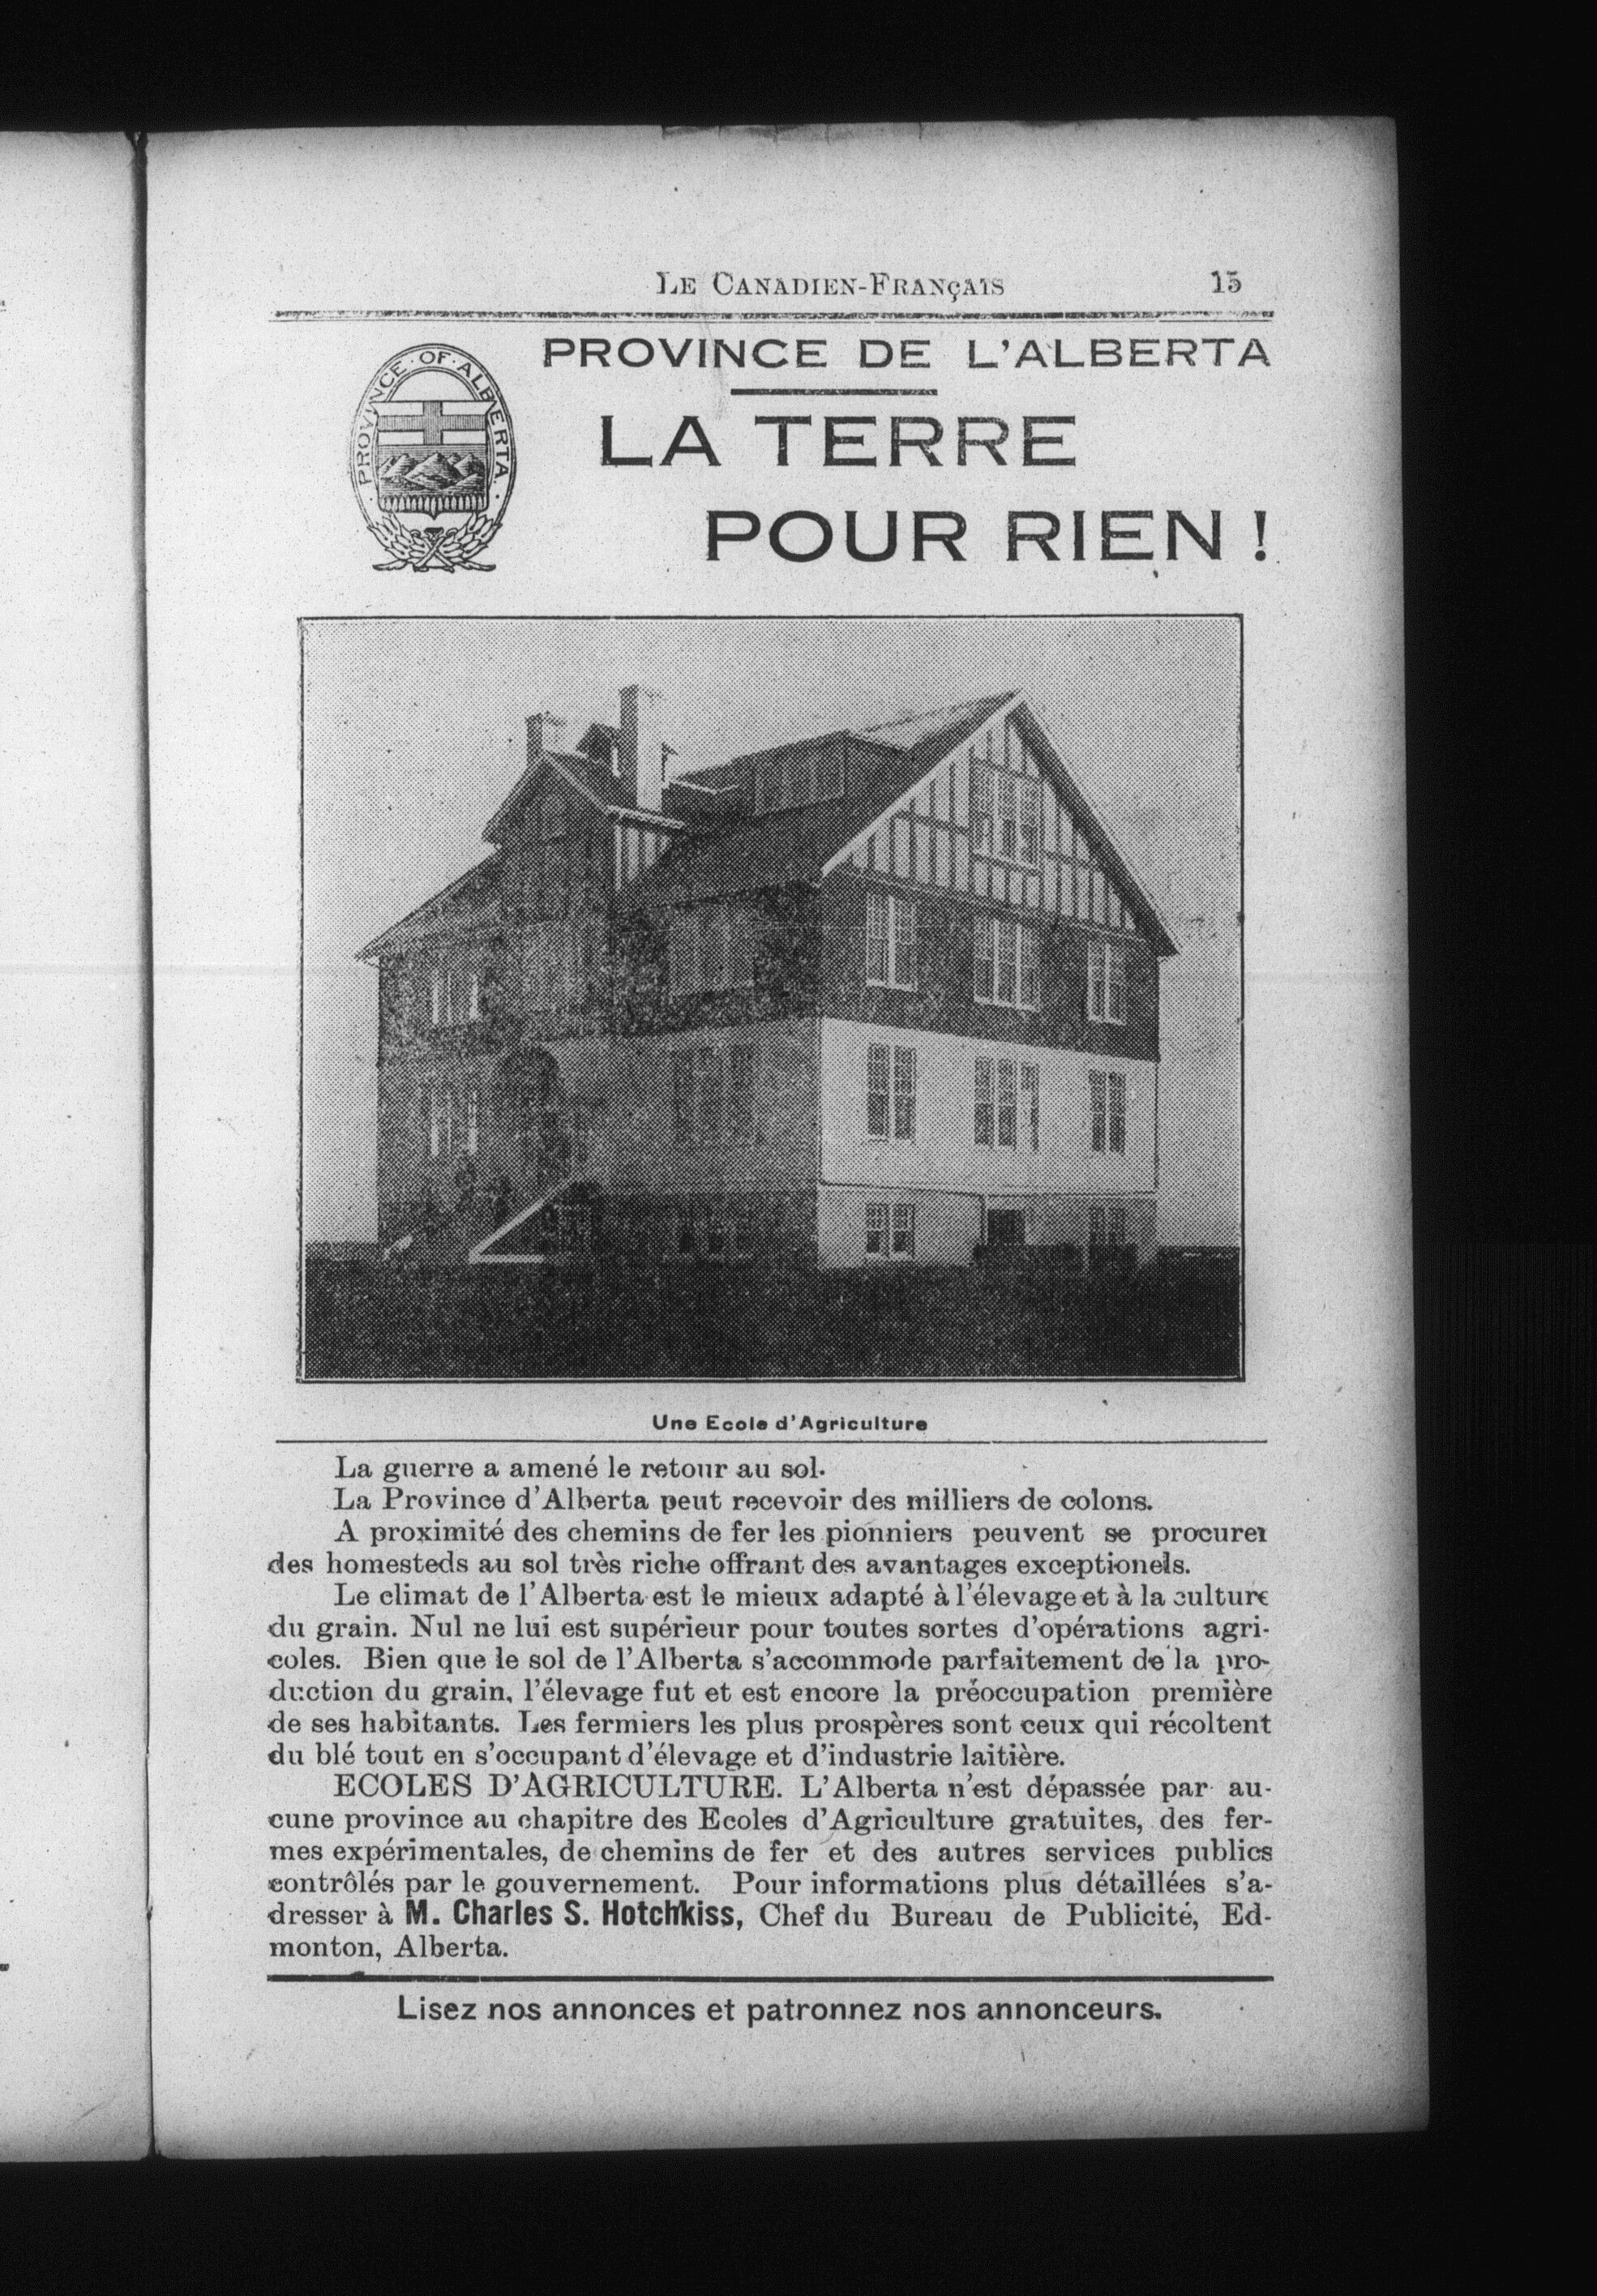 LE CANADIEN-FRANÇAIS 15
PROVINCE OF ALBERTA
PROVINCE DE L'ALBERTA
LA TERRE
POUR RIEN !
Une Ecole d'Agriculture
La guerre a amené le retour au sol.
La Province d'Alberta peut recevoir des milliers de colons.
A proximité des chemins de fer les pionniers peuvent se procurer
des homesteds au sol très riche offrant des avantages exceptionels.
Le climat de l'Alberta est le mieux adapté à l'élevage et à la culture
du grain. Nul ne lui est supérieur pour toutes sortes d'opérations agri-
coles. Bien que le sol de l'Alberta s'accommode parfaitement de la pro-
duction du grain, l'élevage fut et est encore la préoccupation première
de ses habitants. Les fermiers les plus prospères sont ceux qui récoltent
du blé tout en s'occupant d'élevage et d'industrie laitière.
ECOLES D'AGRICULTURE. L'Alberta n'est dépassée par au-
cune province au chapitre des Ecoles d'Agriculture gratuites, des fer-
mes expérimentales, de chemins de fer et des autres services publics
contrôlés par le gouvernement. Pour informations plus détaillées s'a-
dresser à M. Charles S. Hotchkiss, Chef du Bureau de Publicité, Ed-
monton, Alberta.
Lisez nos annonces et patronnez nos annonceurs.